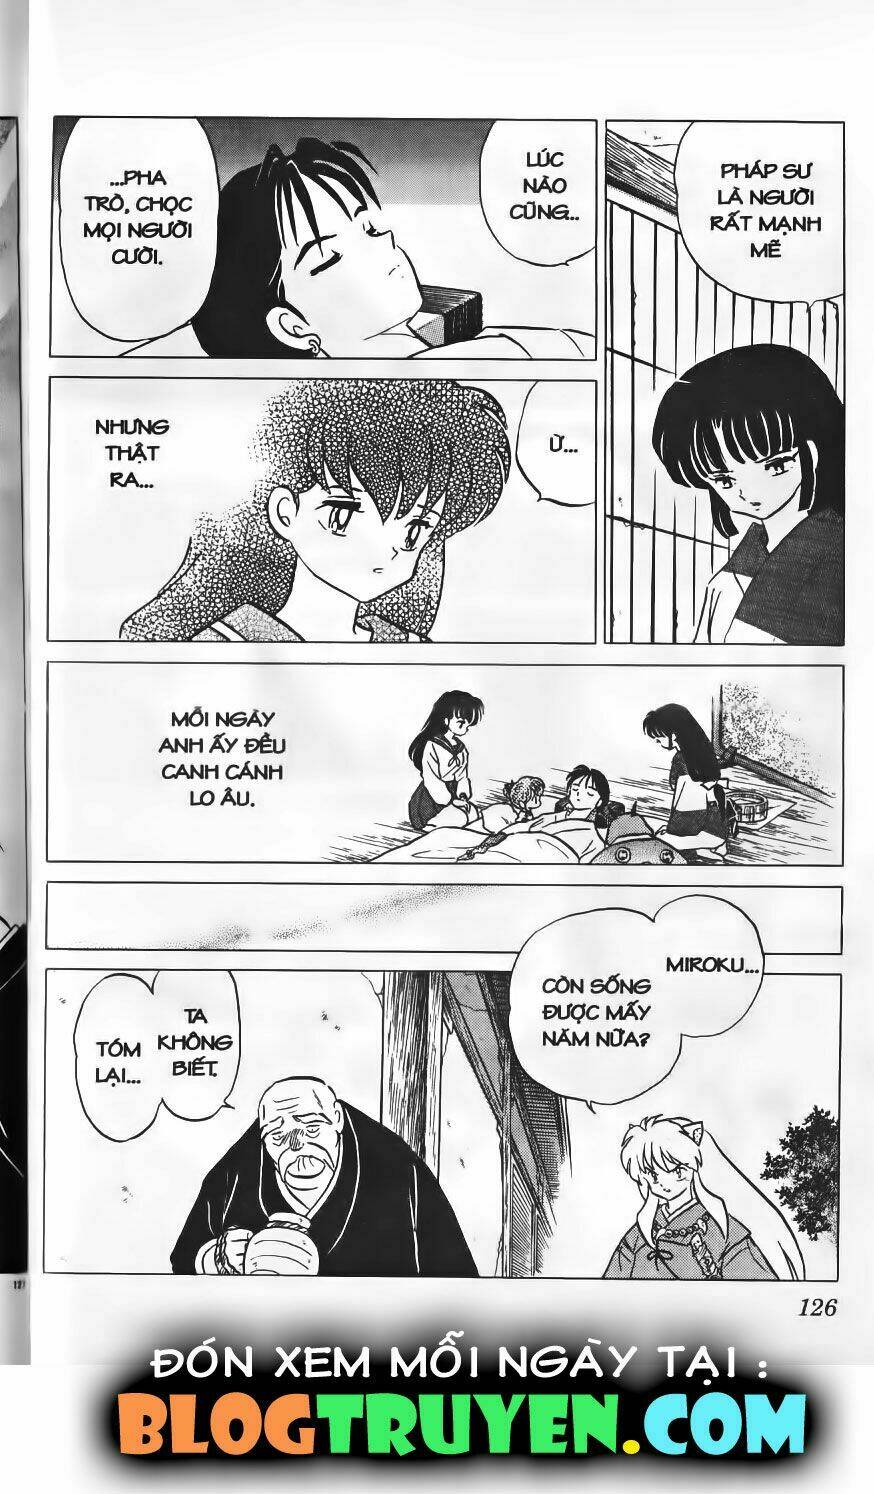 PHÁP SƯ
LÀ NGƯỜI
RẤT MẠNH
MẼ
LÚC
NÀO
CŨNG...
...PHA
TRÒ, CHỌC
MỌI NGƯỜI
CƯỜI.
Ừ...
NHƯNG
THẬT
RA...
MỖI NGÀY
ANH ẤY ĐỀU
CANH CÁNH
LO ÂU.
MIROKU...
CÒN SỐNG
ĐƯỢC MẤY
NĂM NỮA?
TA
KHÔNG
BIẾT.
TÓM
LẠI...
126
ĐÓN XEM MỖI NGÀY TẠI :
BLOGTRUYEN.COM